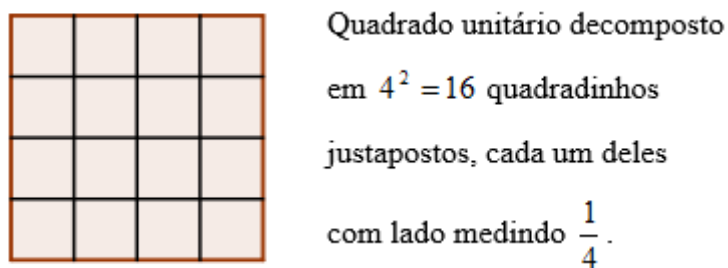 Quadrado unitário decomposto
em 4² = 16 quadradinhos
justapostos, cada um deles
com lado medindo 1/4 .